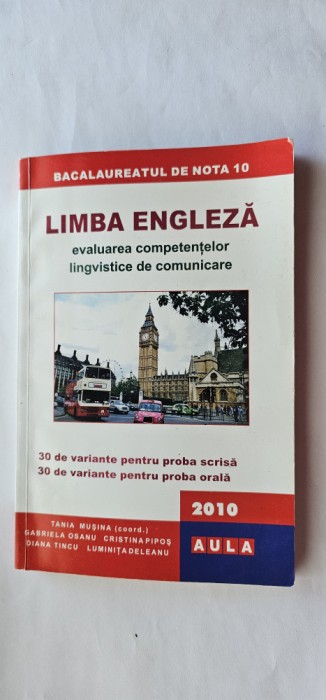 BACALAUREATUL DE NOTA 10
LIMBA ENGLEZĂ
evaluarea competențelor
lingvistice de comunicare
30 de variante pentru proba scrisă
30 de variante pentru proba orală
2010
TANIA MUȘINA (coord.)
GABRIELA OSANU CRISTINA PIPOȘ
DIANA TINCU LUMINIȚA DELEANU
AULA